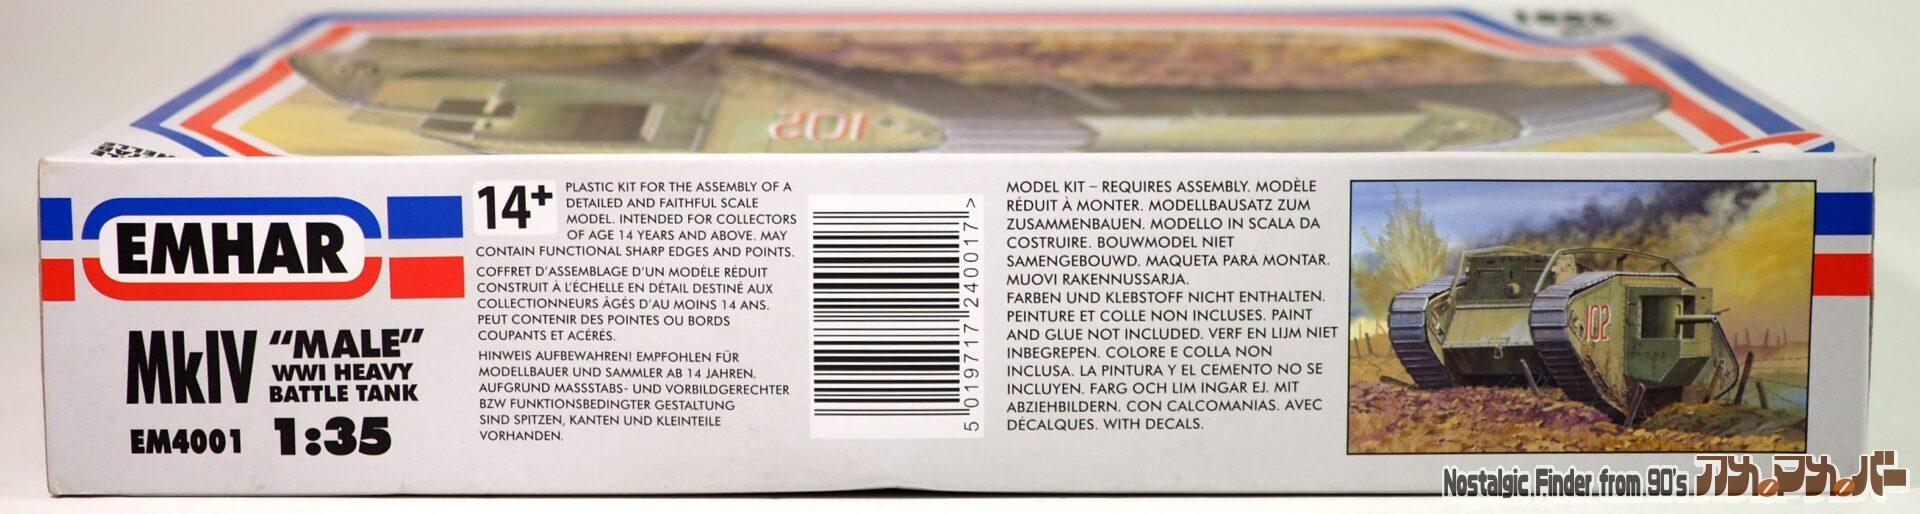 102
EMHAR
MkIV
"MALE"
WWI HEAVY
BATTLE TANK
EM4001 1:35
14+
PLASTIC KIT FOR THE ASSEMBLY OF A
DETAILED AND FAITHFUL SCALE
MODEL. INTENDED FOR COLLECTORS
OF AGE 14 YEARS AND ABOVE. MAY
CONTAIN FUNCTIONAL SHARP EDGES AND POINTS.
COFFRET D'ASSEMBLAGE D'UN MODÈLE RÉDUIT
CONSTRUIT À L'ÉCHELLE EN DÉTAIL DESTINÉ AUX
COLLECTIONNEURS ÂGÉS D'AU MOINS 14 ANS.
PEUT CONTENIR DES POINTES OU BORDS
COUPANTS ET ACÉRÉS.
HINWEIS AUFBEWAHREN! EMPFOHLEN FÜR
MODELLBAUER UND SAMMLER AB 14 JAHREN.
AUFGRUND MASSSTABS- UND VORBILDGERECHTER
BZW FUNKTIONSBEDINGTER GESTALTUNG
SIND SPITZEN, KANTEN UND KLEINTEILE
VORHANDEN.
5 019717 240017 >
MODEL KIT – REQUIRES ASSEMBLY. MODÈLE
RÉDUIT À MONTER. MODELLBAUSATZ ZUM
ZUSAMMENBAUEN. MODELLO IN SCALA DA
COSTRUIRE. BOUWMODEL NIET
SAMENGEBOUWD. MAQUETA PARA MONTAR.
MUOVI RAKENNUSSARJA.
FARBEN UND KLEBSTOFF NICHT ENTHALTEN.
PEINTURE ET COLLE NON INCLUSES. PAINT
AND GLUE NOT INCLUDED. VERF EN LIJM NIET
INBEGREPEN. COLORE E COLLA NON
INCLUSA. LA PINTURA Y EL CEMENTO NO SE
INCLUYEN. FARG OCH LIM INGAR EJ. MIT
ABZIEHBILDERN. CON CALCOMANIAS. AVEC
DÉCALQUES. WITH DECALS.
102
Nostalgic Finder from 90's アカ。マカ。バー